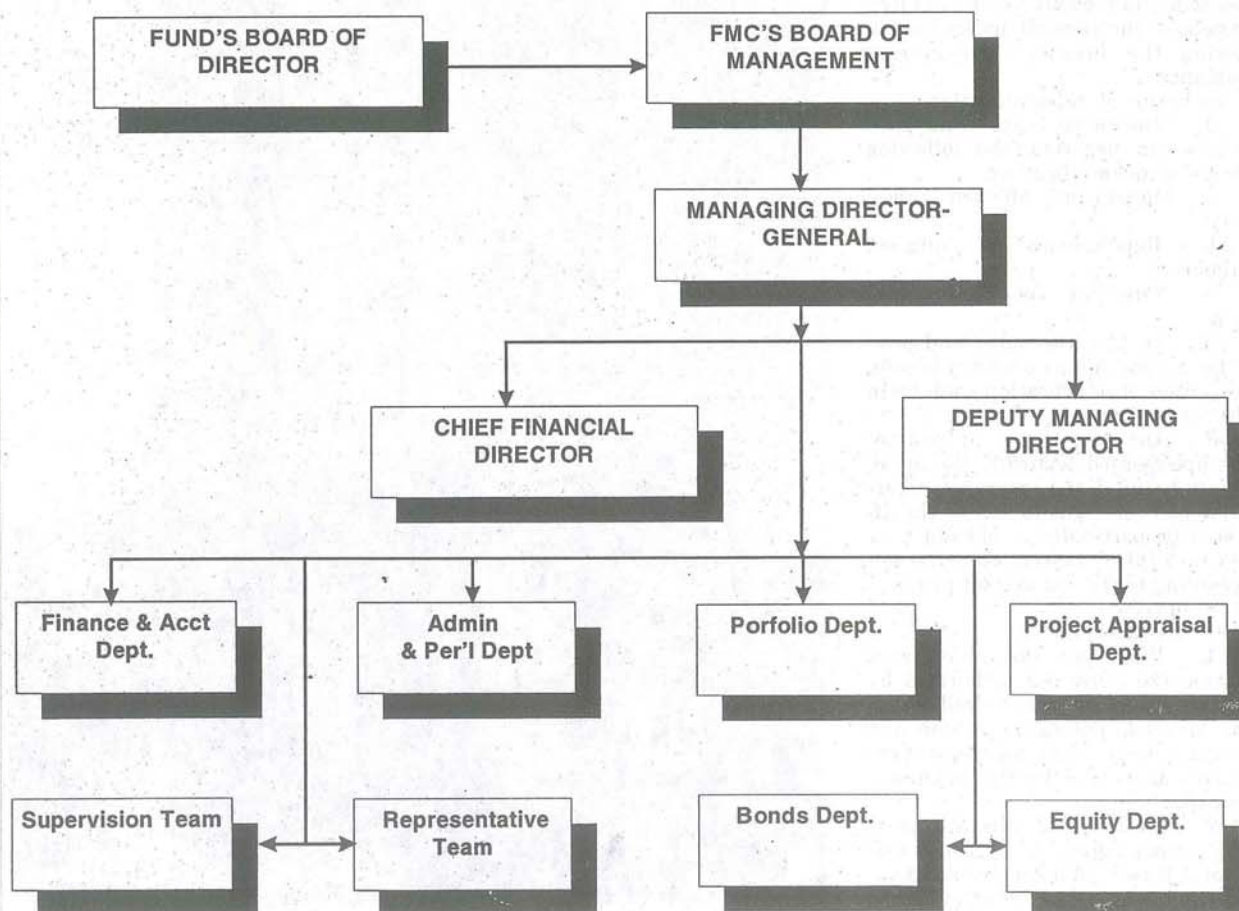 FUND'S BOARD OF
DIRECTOR
FMC'S BOARD OF
MANAGEMENT
MANAGING DIRECTOR-
GENERAL
CHIEF FINANCIAL
DIRECTOR
DEPUTY MANAGING
DIRECTOR
Finance & Acct
Dept.
Admin
& Per'l Dept
Porfolio Dept.
Project Appraisal
Dept.
Supervision Team
Representative
Team
Bonds Dept.
Equity Dept.